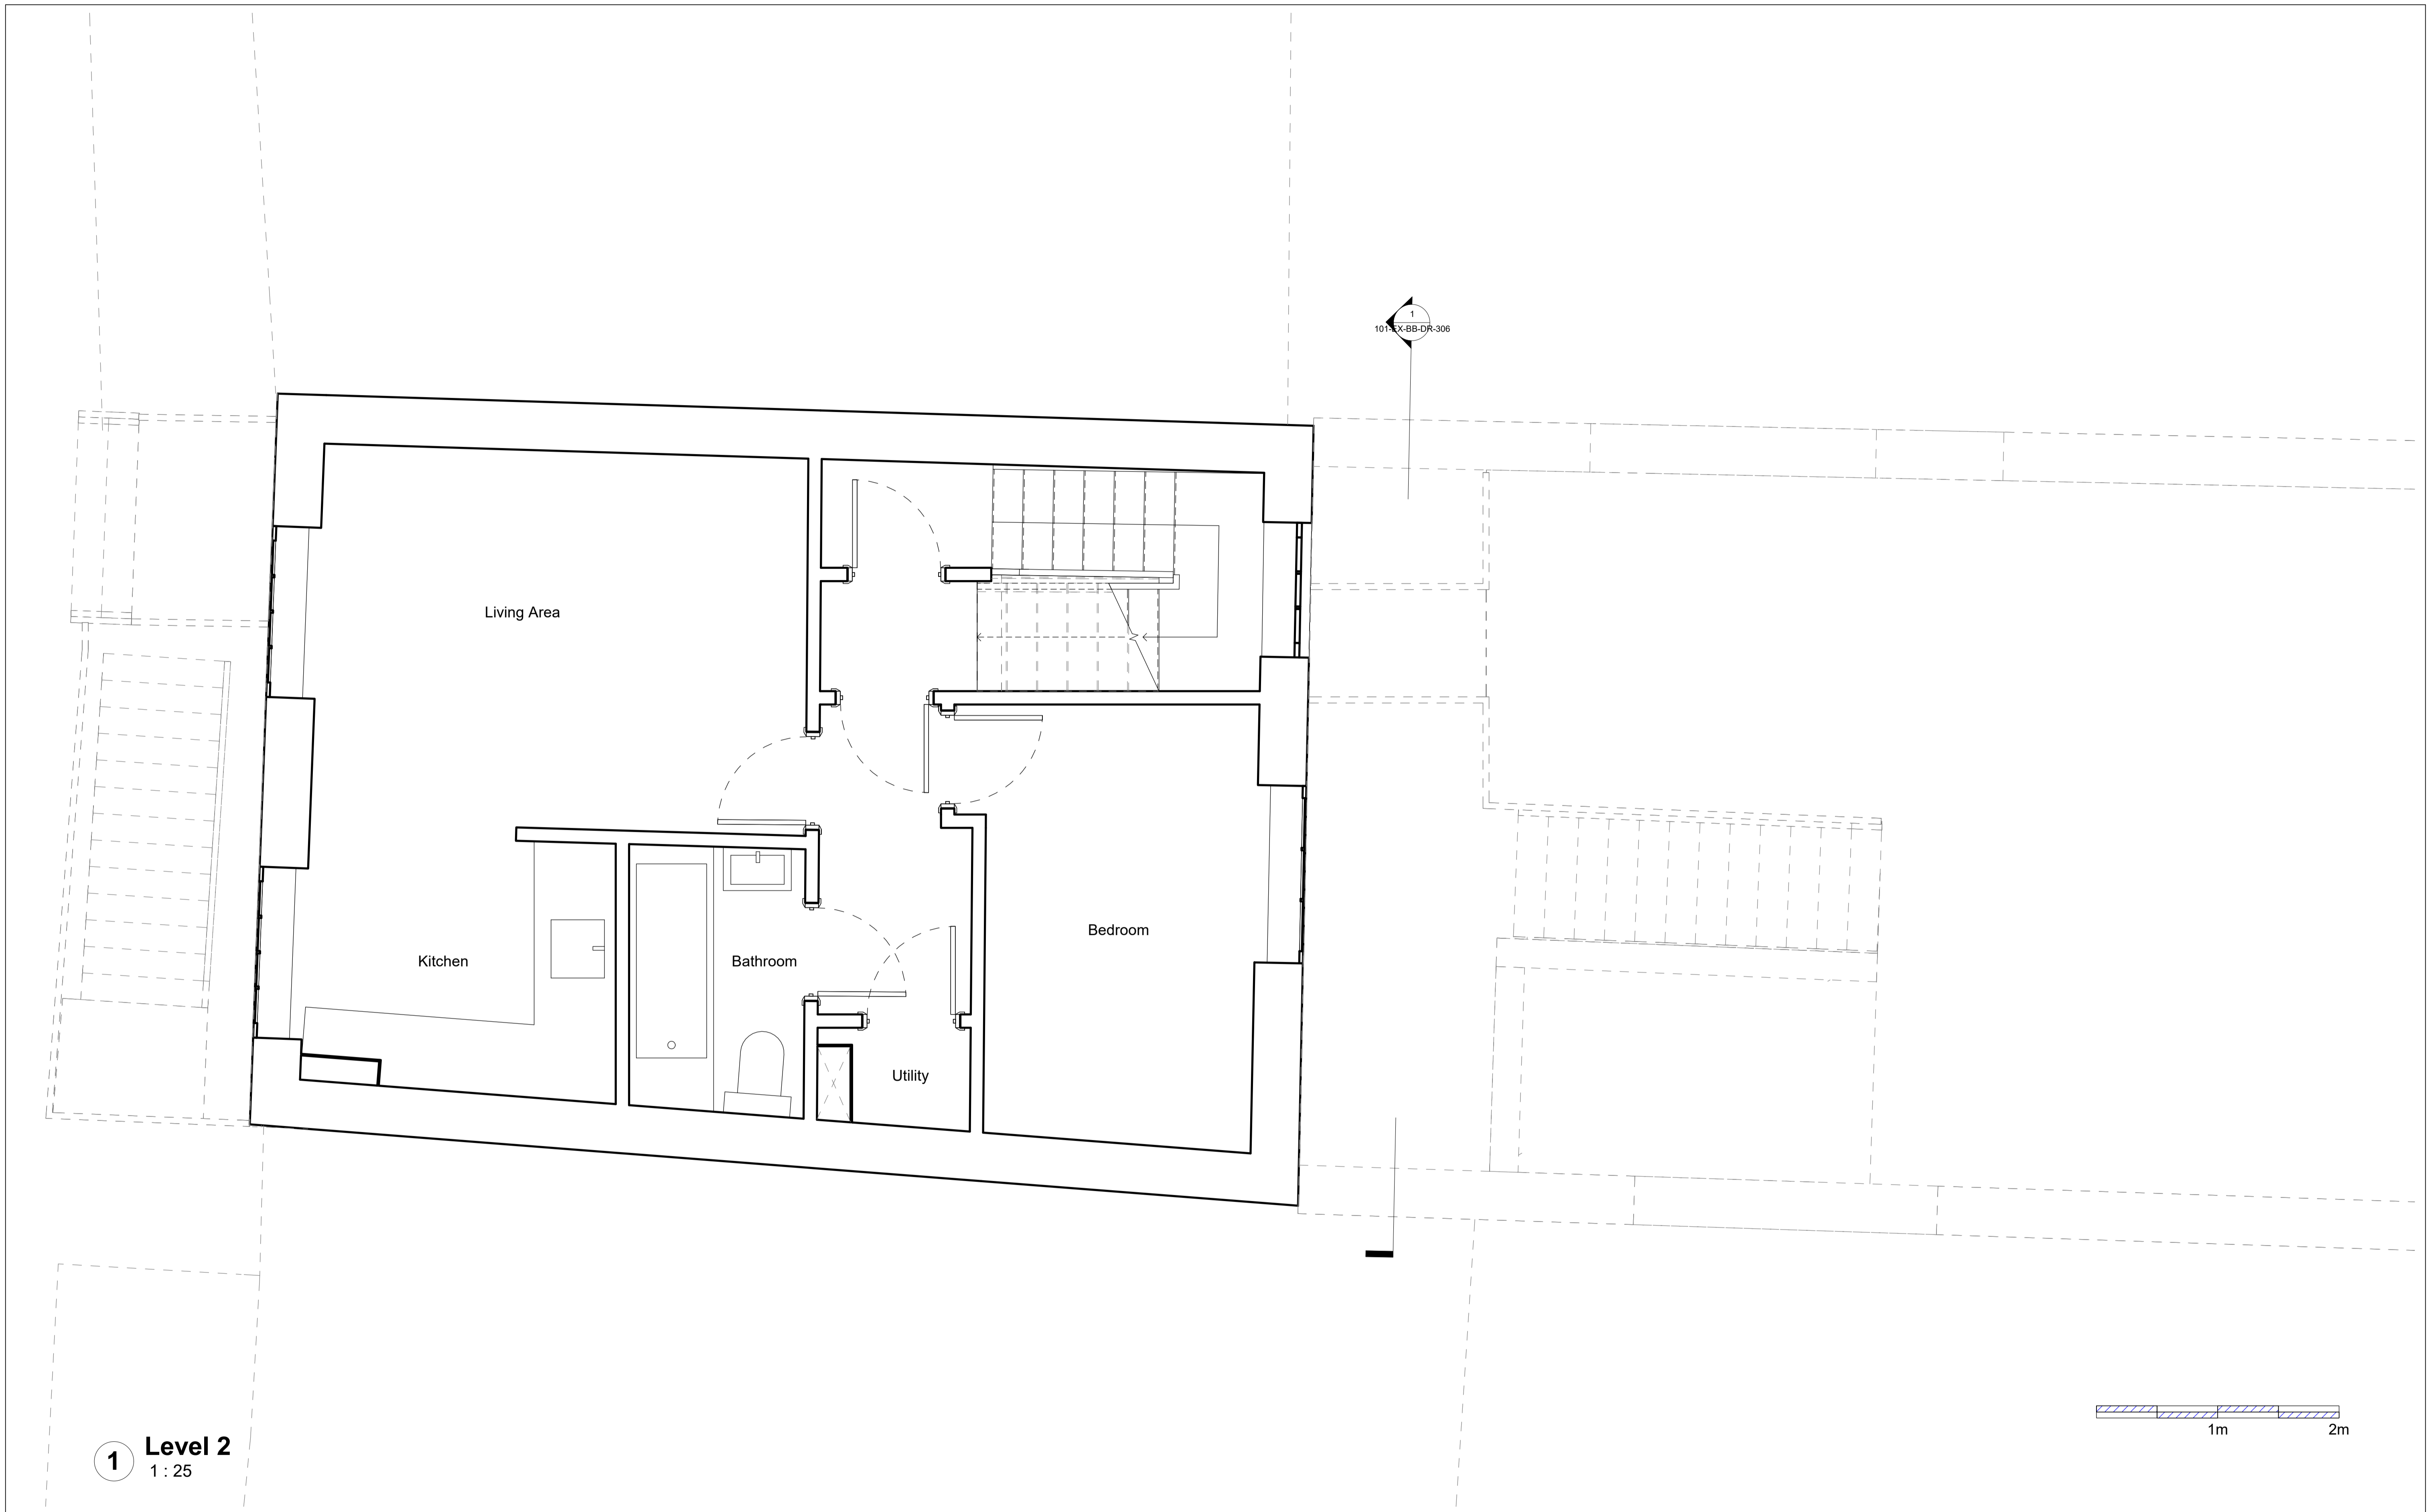 1
101-EX-BB-DR-306
Living Area
Bedroom
Kitchen
Bathroom
Utility
1m
2m
1
Level 2
1 : 25